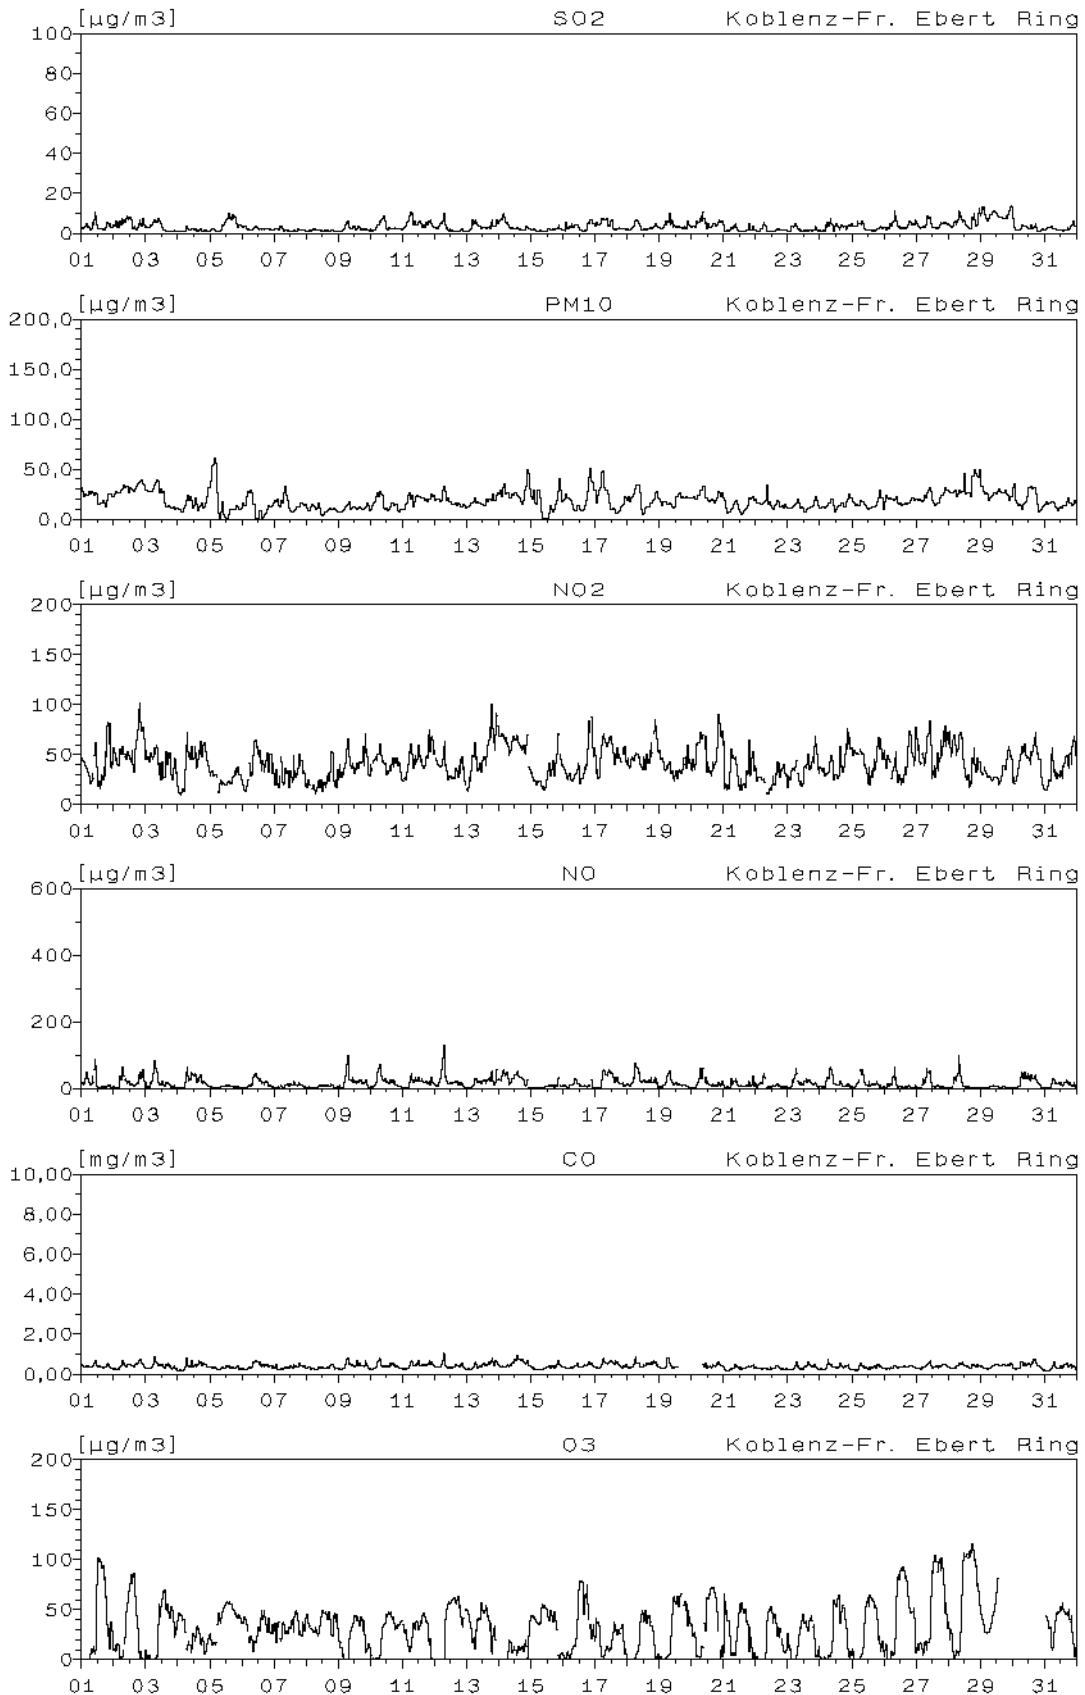 [µg/m3] SO2 Koblenz-Fr. Ebert Ring
100
80
60
40
20
0
01 03 05 07 09 11 13 15 17 19 21 23 25 27 29 31
[µg/m3] PM10 Koblenz-Fr. Ebert Ring
200,0
150,0
100,0
50,0
0,0
01 03 05 07 09 11 13 15 17 19 21 23 25 27 29 31
[µg/m3] NO2 Koblenz-Fr. Ebert Ring
200
150
100
50
0
01 03 05 07 09 11 13 15 17 19 21 23 25 27 29 31
[µg/m3] NO Koblenz-Fr. Ebert Ring
600
400
200
0
01 03 05 07 09 11 13 15 17 19 21 23 25 27 29 31
[mg/m3] CO Koblenz-Fr. Ebert Ring
10,00
8,00
6,00
4,00
2,00
0,00
01 03 05 07 09 11 13 15 17 19 21 23 25 27 29 31
[µg/m3] O3 Koblenz-Fr. Ebert Ring
200
150
100
50
0
01 03 05 07 09 11 13 15 17 19 21 23 25 27 29 31